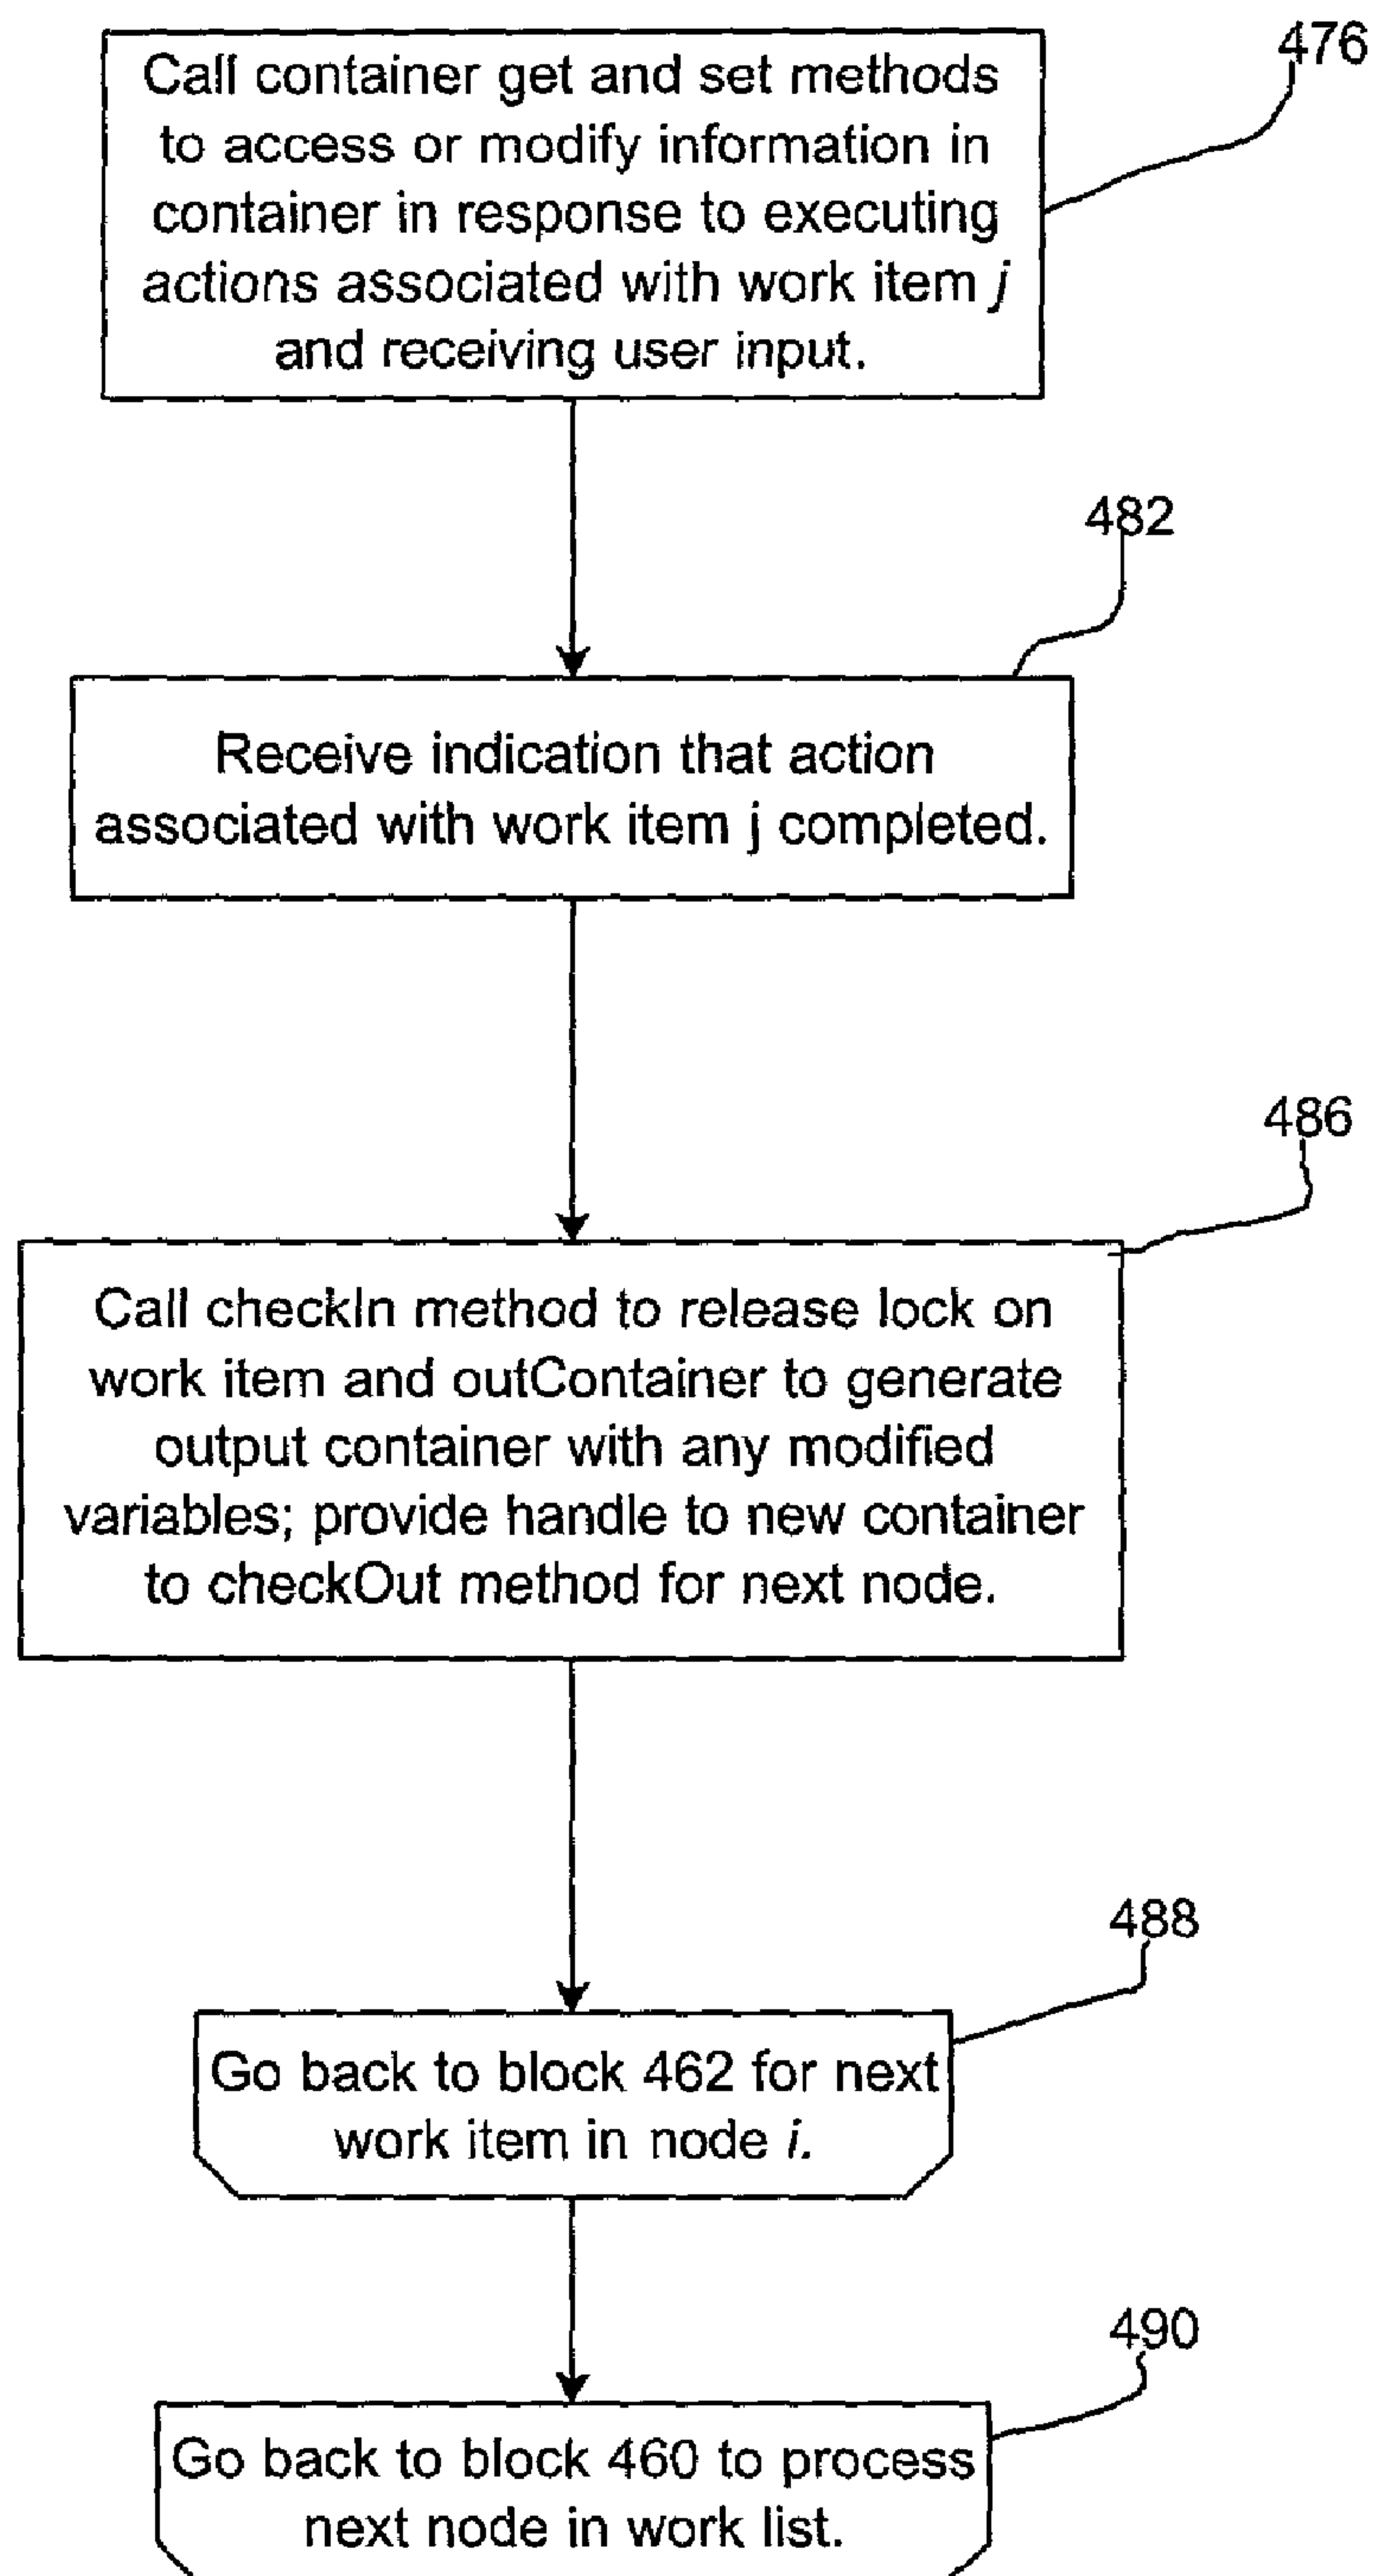 476
Call container get and set methods
to access or modify information in
container in response to executing
actions associated with work item j
and receiving user input.
482
Receive indication that action
associated with work item j completed.
486
Call checkIn method to release lock on
work item and outContainer to generate
output container with any modified
variables; provide handle to new container
to checkOut method for next node.
488
Go back to block 462 for next
work item in node i.
490
Go back to block 460 to process
next node in work list.